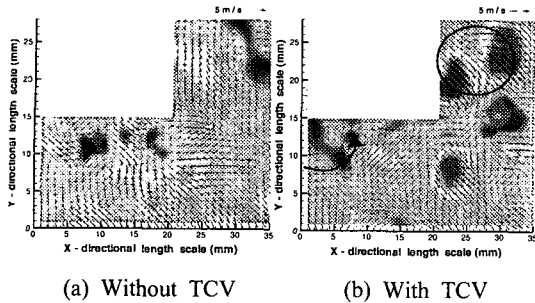 5 m / s
5 m / s
25
20
15
10
5
0
Y - directional length scale (mm)
0 5 10 15 20 25 30 35
X - directional length scale (mm)
25
20
15
10
5
0
Y - directional length scale (mm)
0 5 10 15 20 25 30 35
X - directional length scale (mm)
(a) Without TCV
(b) With TCV